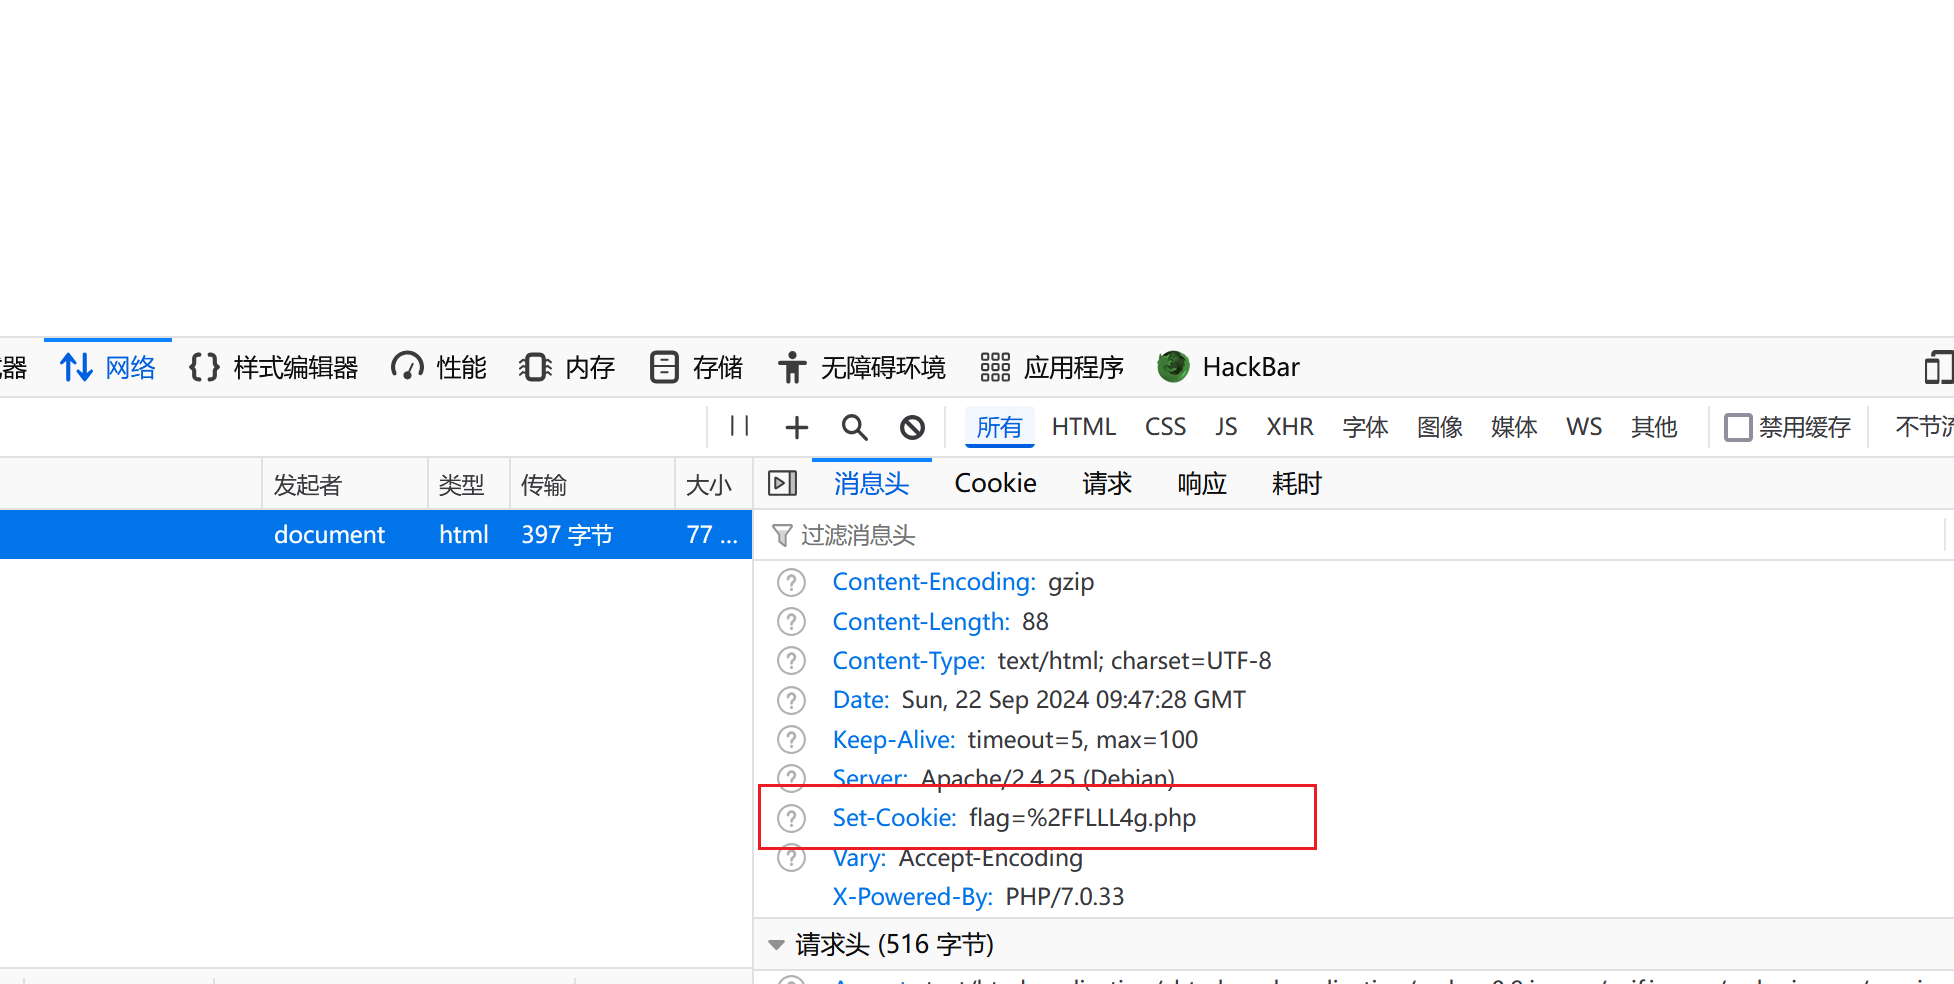 器 网络 样式编辑器 性能 内存 存储 无障碍环境 应用程序 HackBar
所有 HTML CSS JS XHR 字体 图像 媒体 WS 其他 禁用缓存 不节流
发起者 类型 传输 大小 消息头 Cookie 请求 响应 耗时
document html 397 字节 77 ... 过滤消息头
Content-Encoding: gzip
Content-Length: 88
Content-Type: text/html; charset=UTF-8
Date: Sun, 22 Sep 2024 09:47:28 GMT
Keep-Alive: timeout=5, max=100
Server: Apache/2.4.25 (Debian)
Set-Cookie: flag=%2FFLLL4g.php
Vary: Accept-Encoding
X-Powered-By: PHP/7.0.33
请求头 (516 字节)